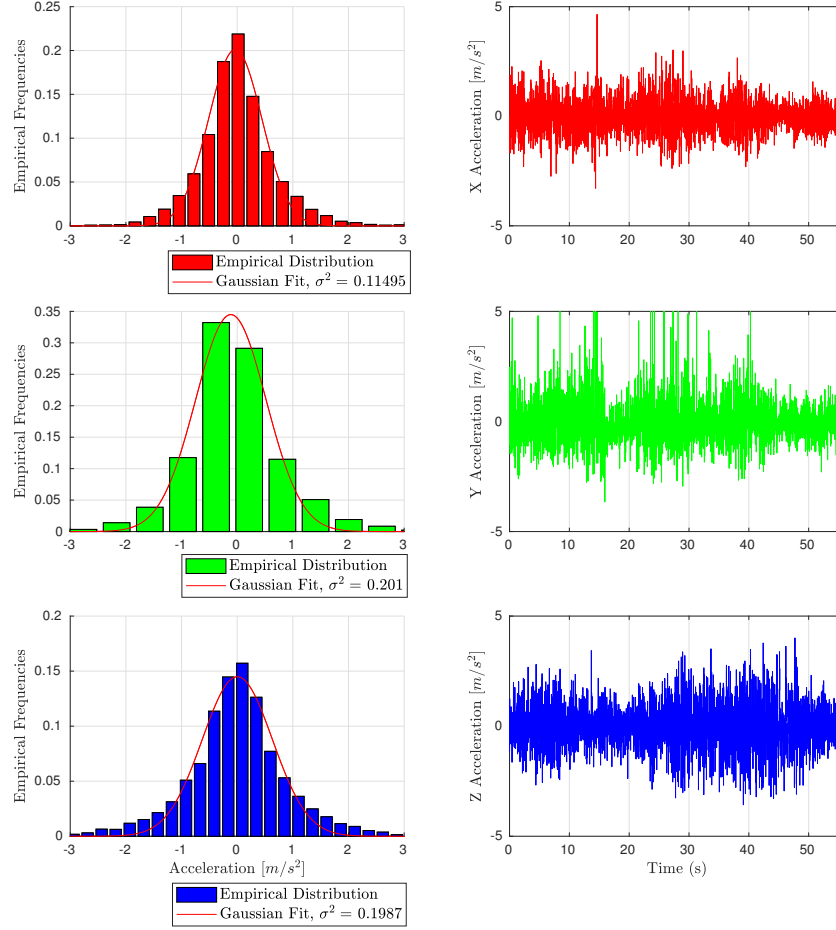 0.25
0.2
0.15
0.1
0.05
0
Empirical Frequencies
-3 -2 -1 0 1 2 3
Empirical Distribution
Gaussian Fit, σ² = 0.11495
5
0
-5
X Acceleration [m/s²]
0 10 20 30 40 50
0.35
0.3
0.25
0.2
0.15
0.1
0.05
0
Empirical Frequencies
-3 -2 -1 0 1 2 3
Empirical Distribution
Gaussian Fit, σ² = 0.201
5
0
-5
Y Acceleration [m/s²]
0 10 20 30 40 50
0.2
0.15
0.1
0.05
0
Empirical Frequencies
-3 -2 -1 0 1 2 3
Acceleration [m/s²]
Empirical Distribution
Gaussian Fit, σ² = 0.1987
5
0
-5
Z Acceleration [m/s²]
0 10 20 30 40 50
Time (s)